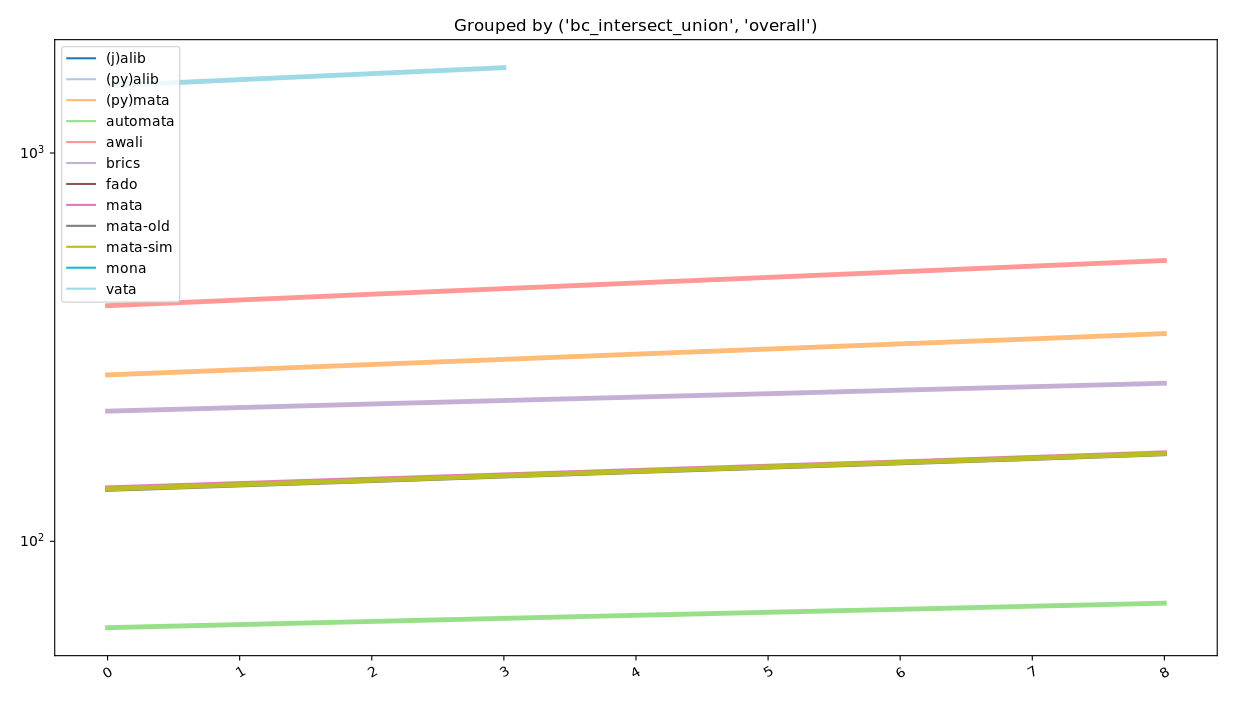 Grouped by ('bc_intersect_union', 'overall')
(j)alib
(py)alib
(py)mata
automata
awali
brics
fado
mata
mata-old
mata-sim
mona
vata
10³
10²
0 1 2 3 4 5 6 7 8